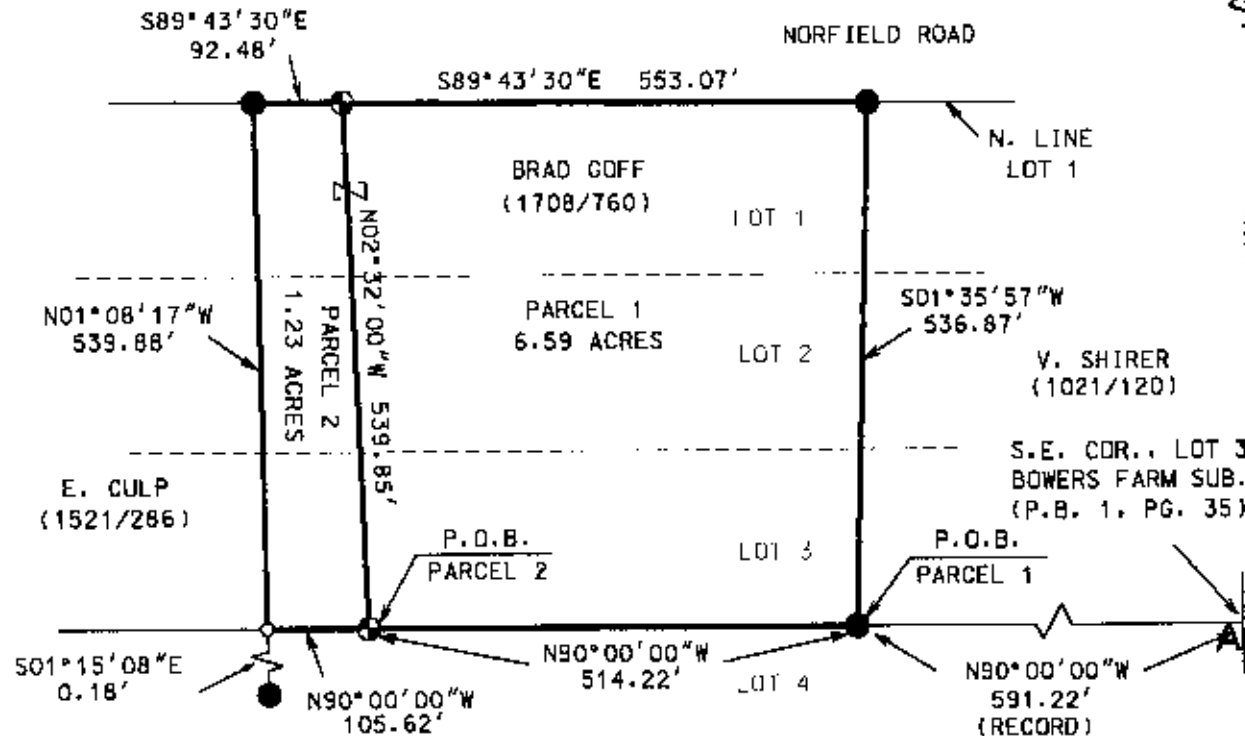 S89°43'30"E
92.48'
NORFIELD ROAD
S89°43'30"E 553.07'
N. LINE
LOT 1
BRAD GOFF
(1708/760)
LOT 1
N02°32'00"W 539.85'
N01°08'17"W
539.88'
PARCEL 2
1.23 ACRES
PARCEL 1
6.59 ACRES
S01°35'57"W
536.87'
LOT 2
V. SHIRER
(1021/120)
E. CULP
(1521/286)
S.E. COR., LOT 3
BOWERS FARM SUB.
(P.B. 1, PG. 35)
P.O.B.
PARCEL 2
LOT 3
P.O.B.
PARCEL 1
S01°15'08"E
0.18'
N90°00'00"W
105.62'
N90°00'00"W
514.22'
LOT 4
N90°00'00"W
591.22'
(RECORD)